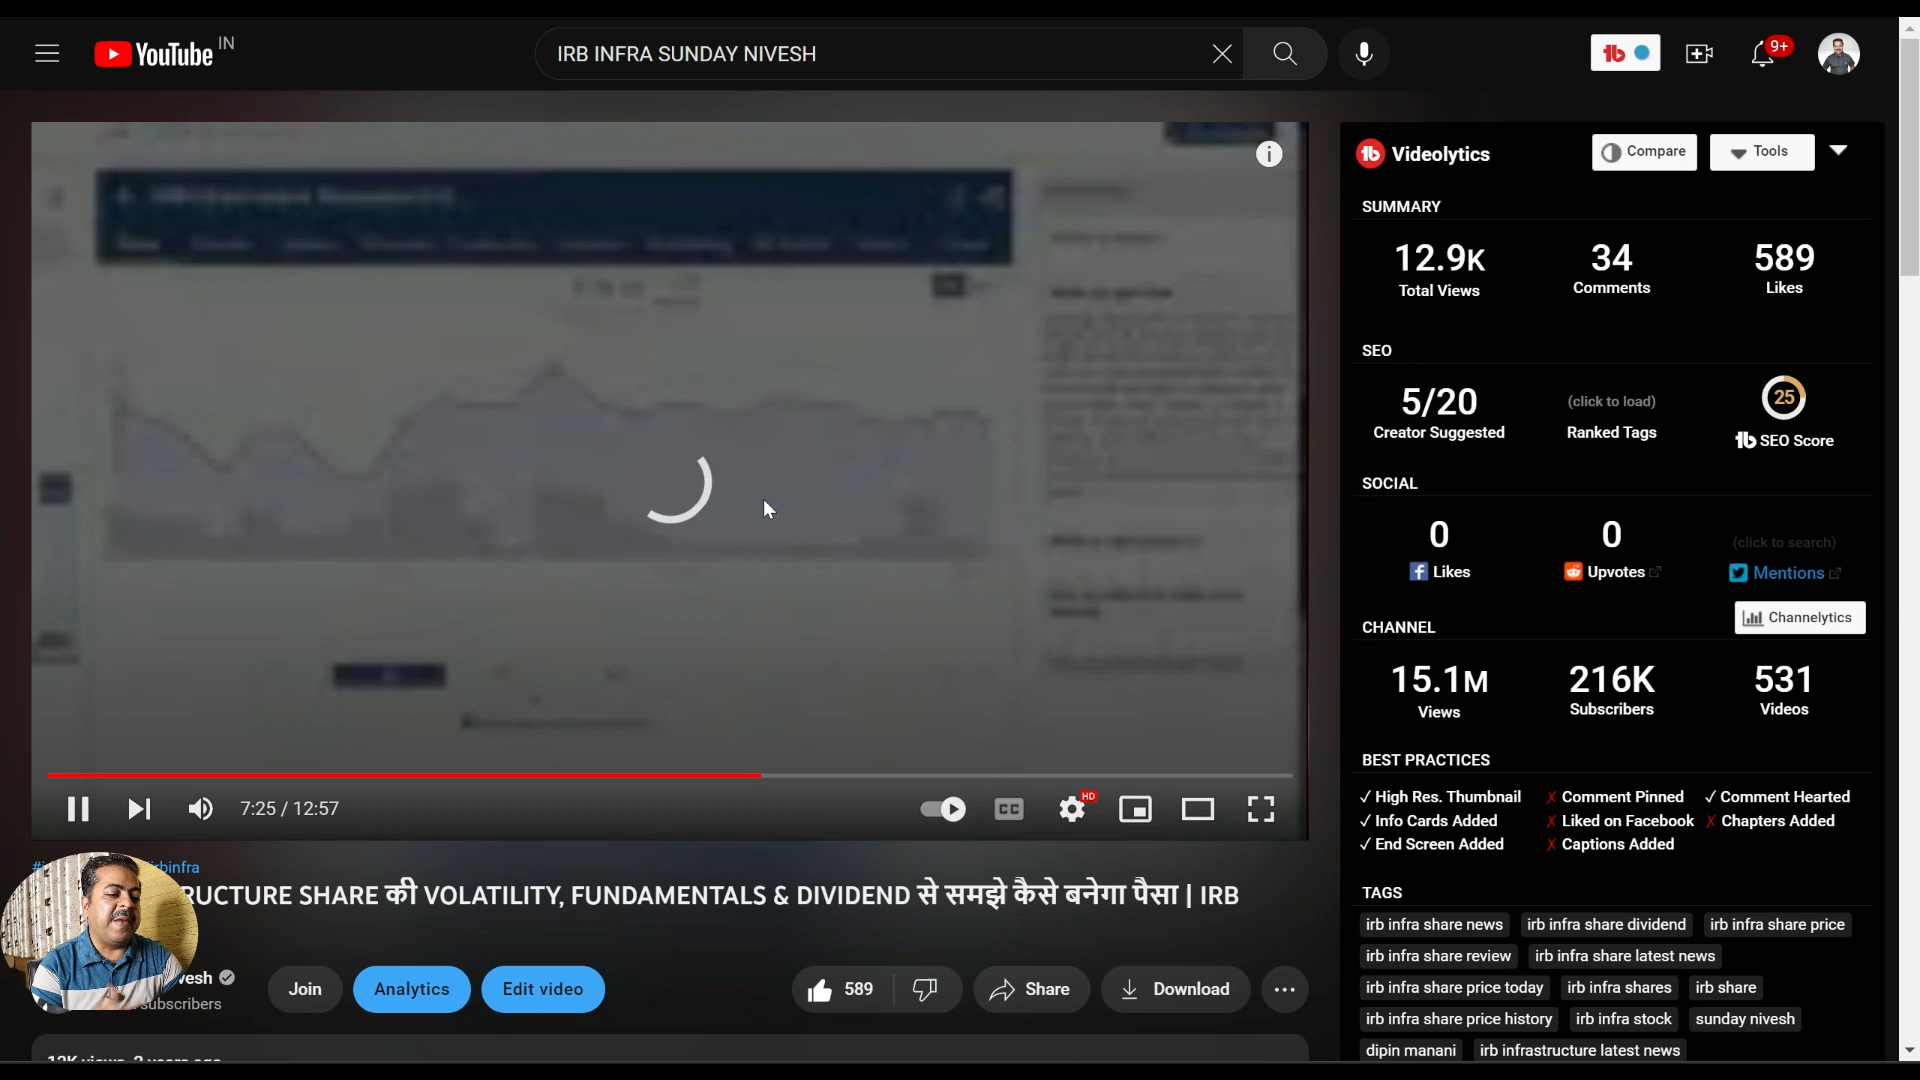 YouTube IN
IRB INFRA SUNDAY NIVESH
9+
Videolytics
Compare
Tools
SUMMARY
12.9K
Total Views
34
Comments
589
Likes
SEO
5/20
Creator Suggested
(click to load)
Ranked Tags
25
SEO Score
SOCIAL
0
Likes
0
Upvotes
(click to search)
Mentions
CHANNEL
Channelytics
15.1M
Views
216K
Subscribers
531
Videos
BEST PRACTICES
✓ High Res. Thumbnail ✗ Comment Pinned ✓ Comment Hearted
✓ Info Cards Added ✗ Liked on Facebook ✗ Chapters Added
✓ End Screen Added ✗ Captions Added
TAGS
irb infra share news irb infra share dividend irb infra share price
irb infra share review irb infra share latest news
irb infra share price today irb infra shares irb share
irb infra share price history irb infra stock sunday nivesh
dipin manani irb infrastructure latest news
7:25 / 12:57
CC
HD
rbinfra
RUCTURE SHARE की VOLATILITY, FUNDAMENTALS & DIVIDEND से समझे कैसे बनेगा पैसा | IRB
vesh
subscribers
Join
Analytics
Edit video
589
Share
Download